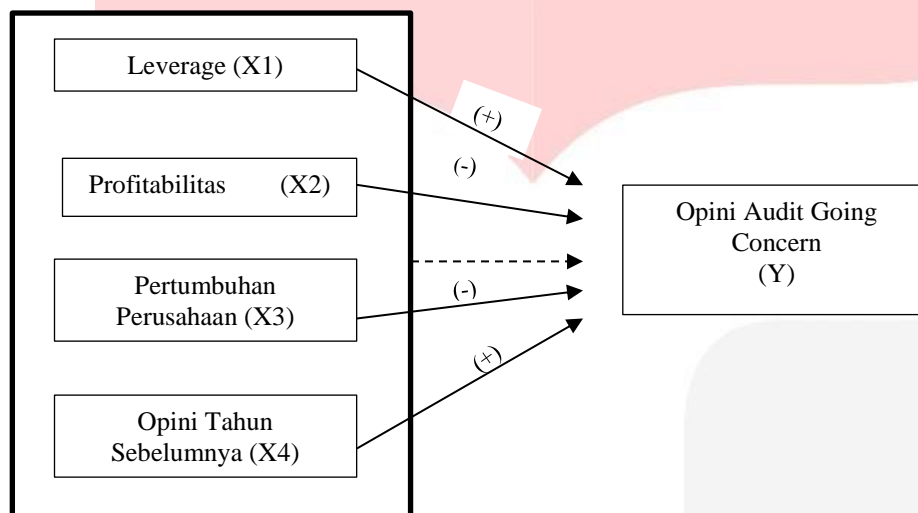 Leverage (X1)
(+)
(-)
Profitabilitas (X2)
Opini Audit Going
Concern
(Y)
Pertumbuhan
Perusahaan (X3)
(-)
(+)
Opini Tahun
Sebelumnya (X4)